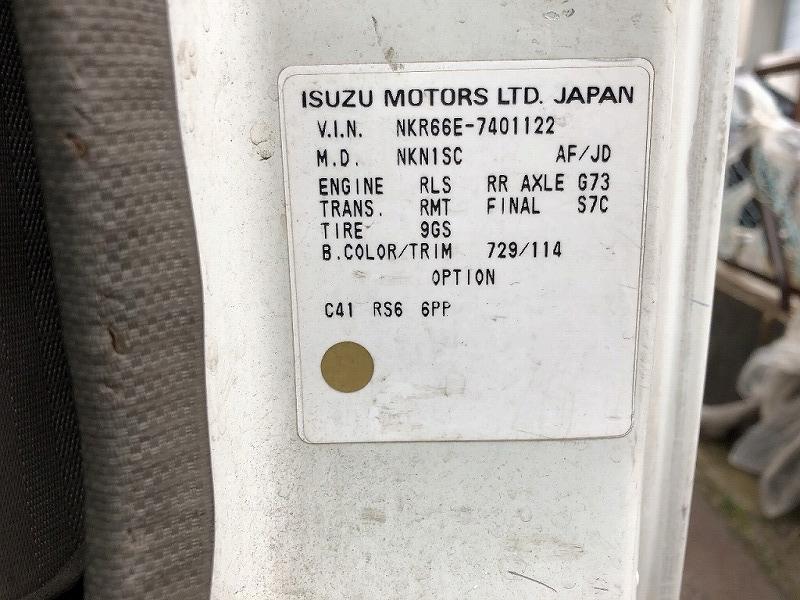 ISUZU MOTORS LTD. JAPAN
V.I.N. NKR66E-7401122
M.D. NKN1SC AF/JD
ENGINE RLS RR AXLE G73
TRANS. RMT FINAL S7C
TIRE 9GS
B.COLOR/TRIM 729/114
OPTION
C41 RS6 6PP